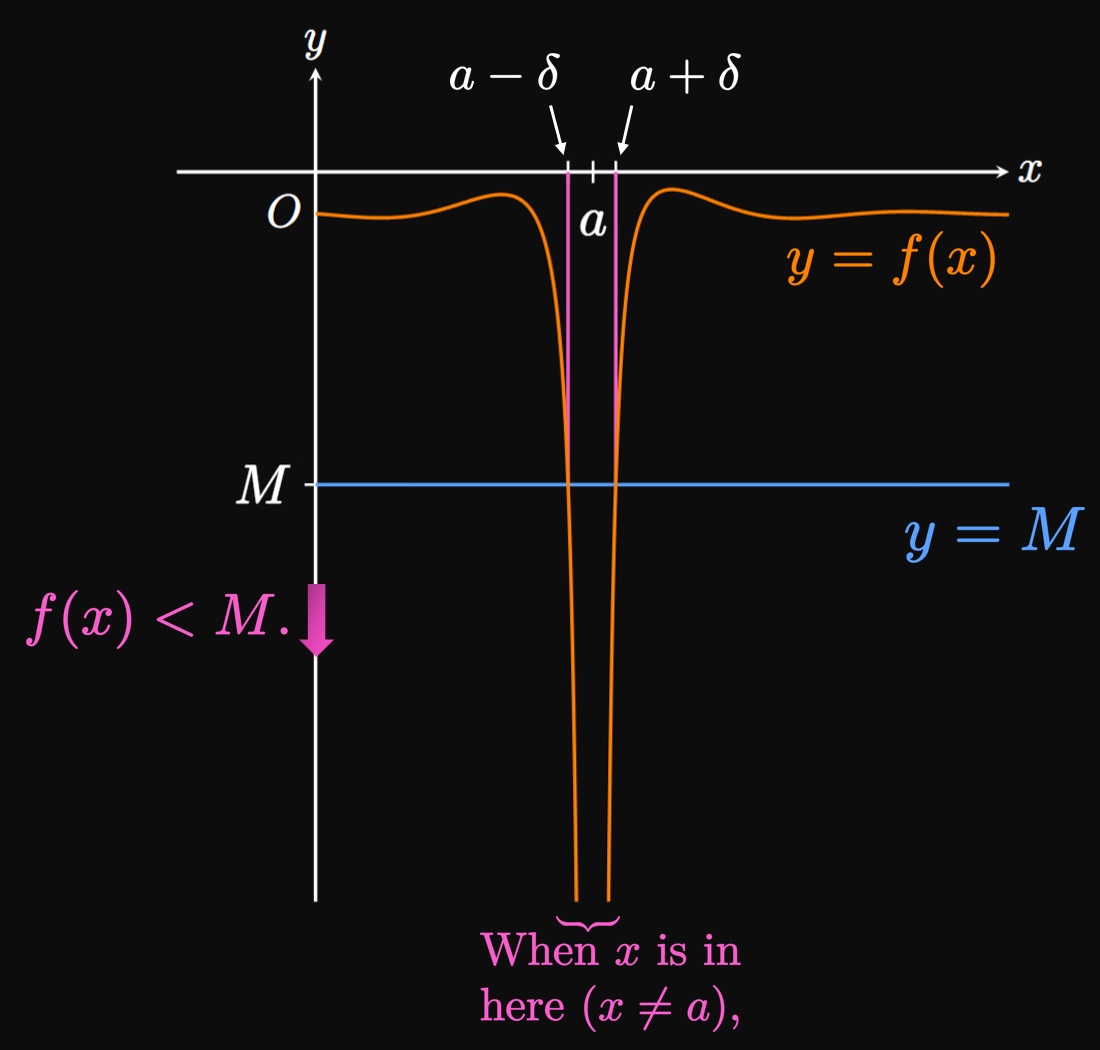 y
a − δ
a + δ
x
O
a
y = f(x)
M
y = M
f(x) < M.
When x is in
here (x ≠ a),